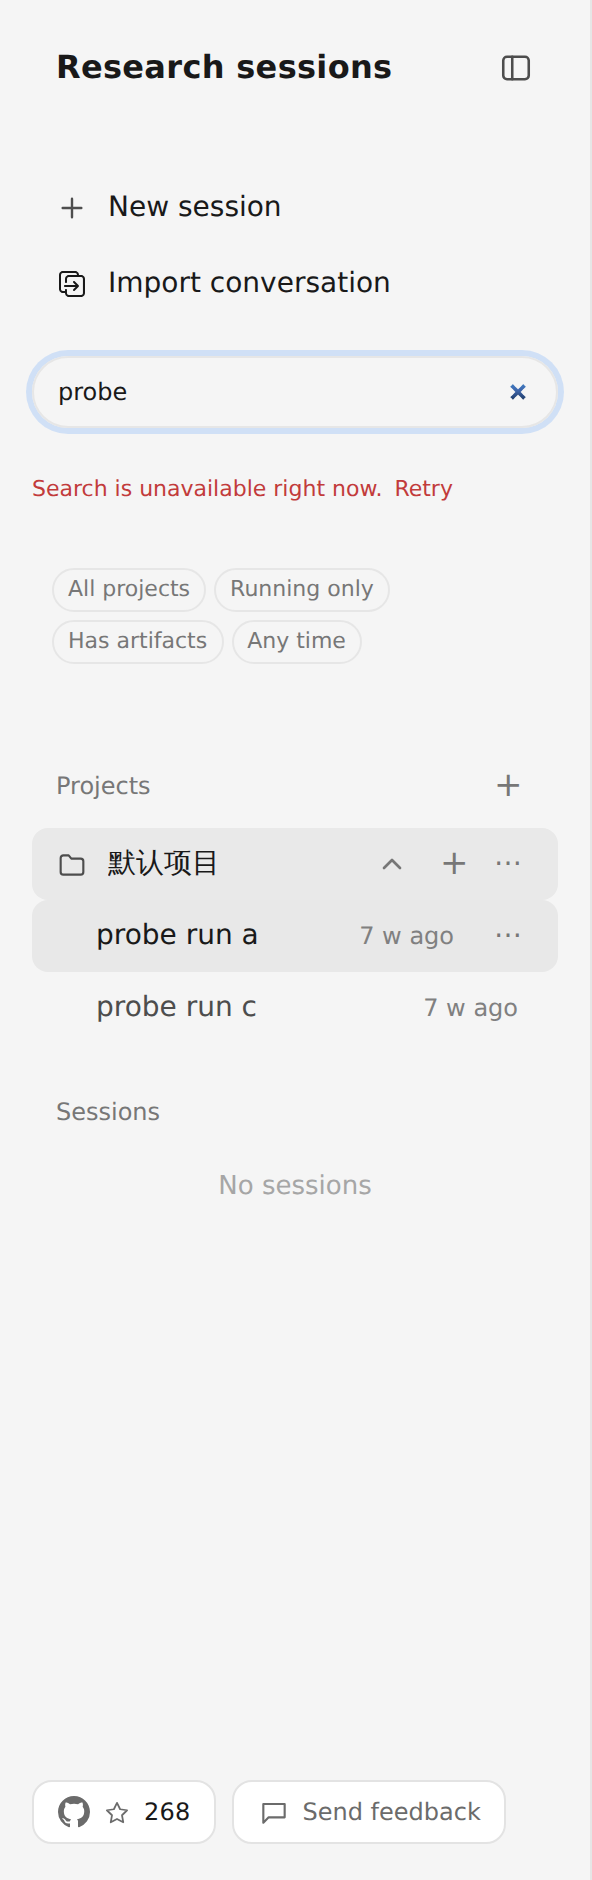 Research sessions
New session
Import conversation
probe
Search is unavailable right now. Retry
All projects Running only
Has artifacts Any time
Projects
默认项目
probe run a 7 w ago
probe run c 7 w ago
Sessions
No sessions
268 Send feedback